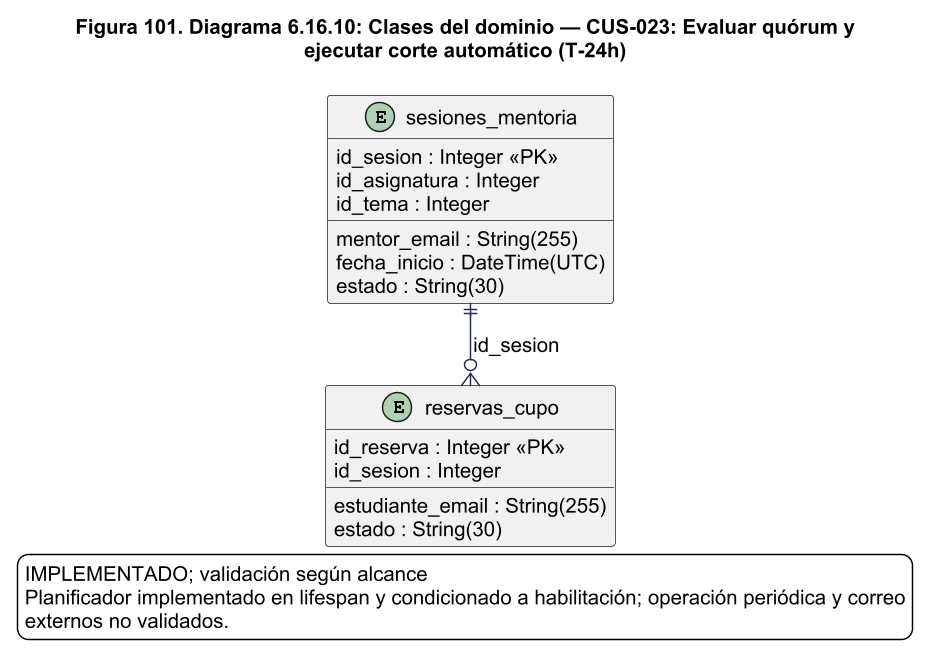 Figura 101. Diagrama 6.16.10: Clases del dominio — CUS-023: Evaluar quórum y
ejecutar corte automático (T-24h)
E sesiones_mentoria
id_sesion : Integer «PK»
id_asignatura : Integer
id_tema : Integer
mentor_email : String(255)
fecha_inicio : DateTime(UTC)
estado : String(30)
id_sesion
E reservas_cupo
id_reserva : Integer «PK»
id_sesion : Integer
estudiante_email : String(255)
estado : String(30)
IMPLEMENTADO; validación según alcance
Planificador implementado en lifespan y condicionado a habilitación; operación periódica y correo
externos no validados.